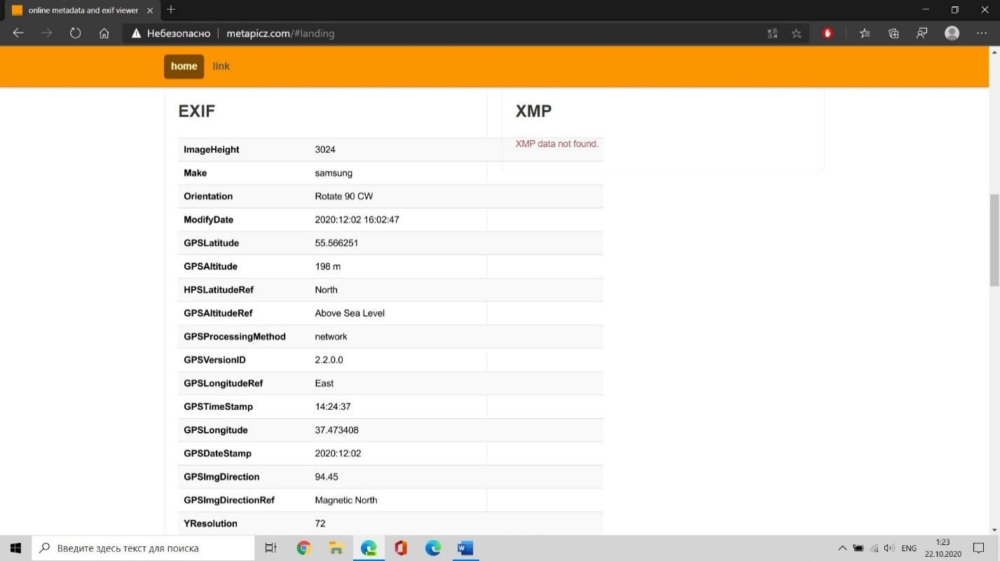 online metadata and exif viewer
Небезопасно | metapicz.com/#landing
home link
EXIF
ImageHeight 3024
Make samsung
Orientation Rotate 90 CW
ModifyDate 2020:12:02 16:02:47
GPSLatitude 55.566251
GPSAltitude 198 m
HPSLatitudeRef North
GPSAltitudeRef Above Sea Level
GPSProcessingMethod network
GPSVersionID 2.2.0.0
GPSLongitudeRef East
GPSTimeStamp 14:24:37
GPSLongitude 37.473408
GPSDateStamp 2020:12:02
GPSImgDirection 94.45
GPSImgDirectionRef Magnetic North
YResolution 72
XMP
XMP data not found.
Введите здесь текст для поиска
DEV
W
ENG
1:23
22.10.2020